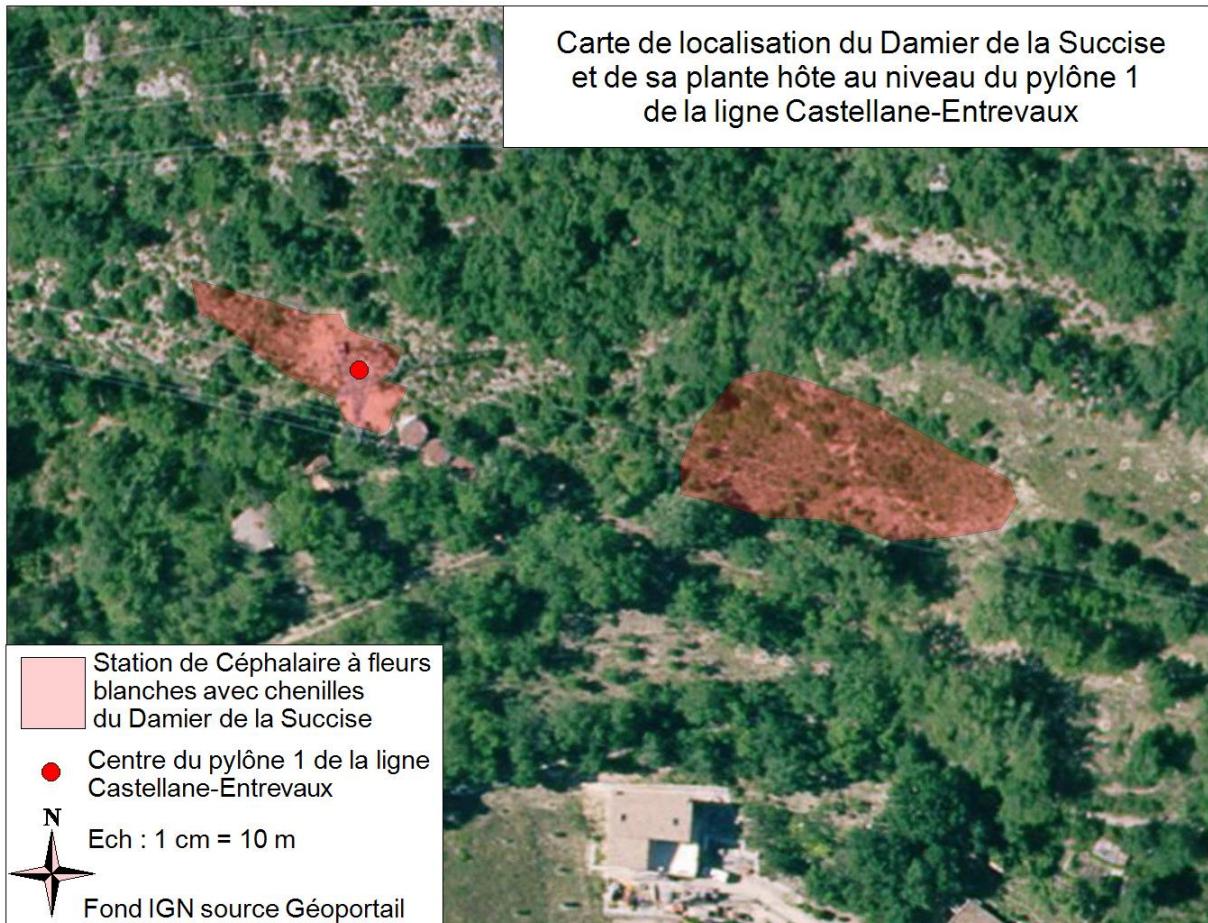 Carte de localisation du Damier de la Succise
et de sa plante hôte au niveau du pylône 1
de la ligne Castellane-Entrevaux
Station de Céphalaire à fleurs
blanches avec chenilles
du Damier de la Succise
Centre du pylône 1 de la ligne
Castellane-Entrevaux
N
Ech : 1 cm = 10 m
Fond IGN source Géoportail